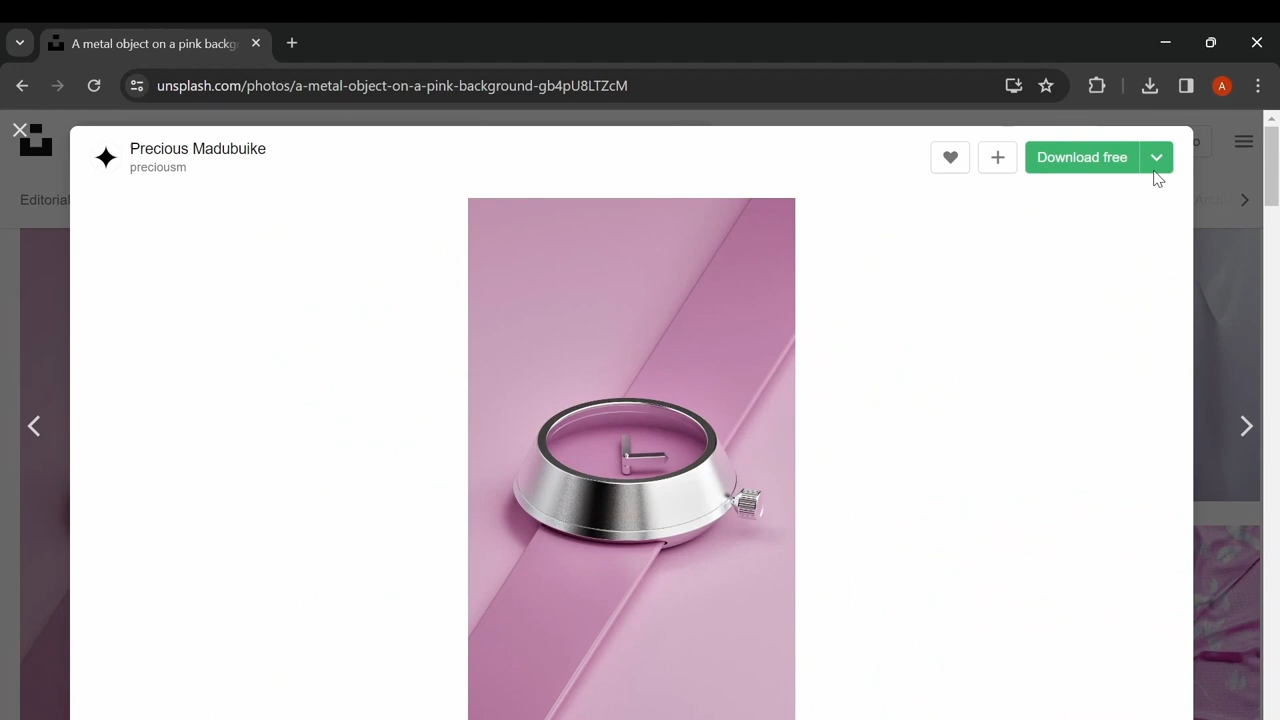 A metal object on a pink backg
unsplash.com/photos/a-metal-object-on-a-pink-background-gb4pU8LTZcM
A
Precious Madubuike
preciousm
Download free
Editorial